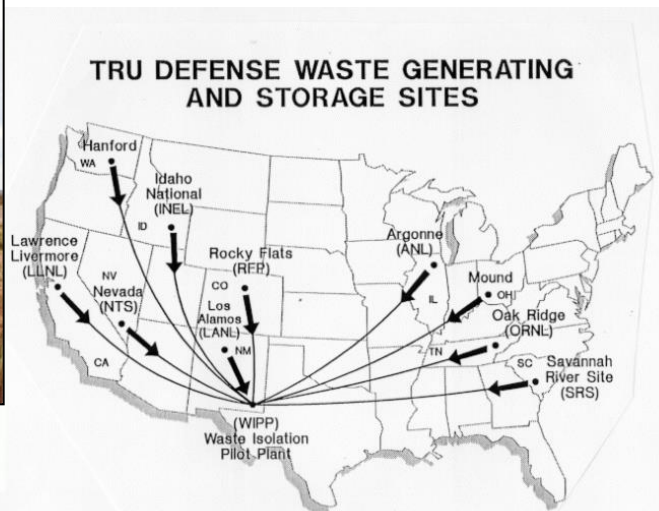 TRU DEFENSE WASTE GENERATING
AND STORAGE SITES
Hanford
WA
Idaho
National
(INEL)
ID
Lawrence
Livermore
(LLNL)
NV
Nevada
(NTS)
CA
Rocky Flats
(RFP)
CO
Los
Alamos
(LANL)
NM
Argonne
(ANL)
IL
Mound
OH
Oak Ridge
(ORNL)
TN
SC
Savannah
River Site
(SRS)
(WIPP)
Waste Isolation
Pilot Plant